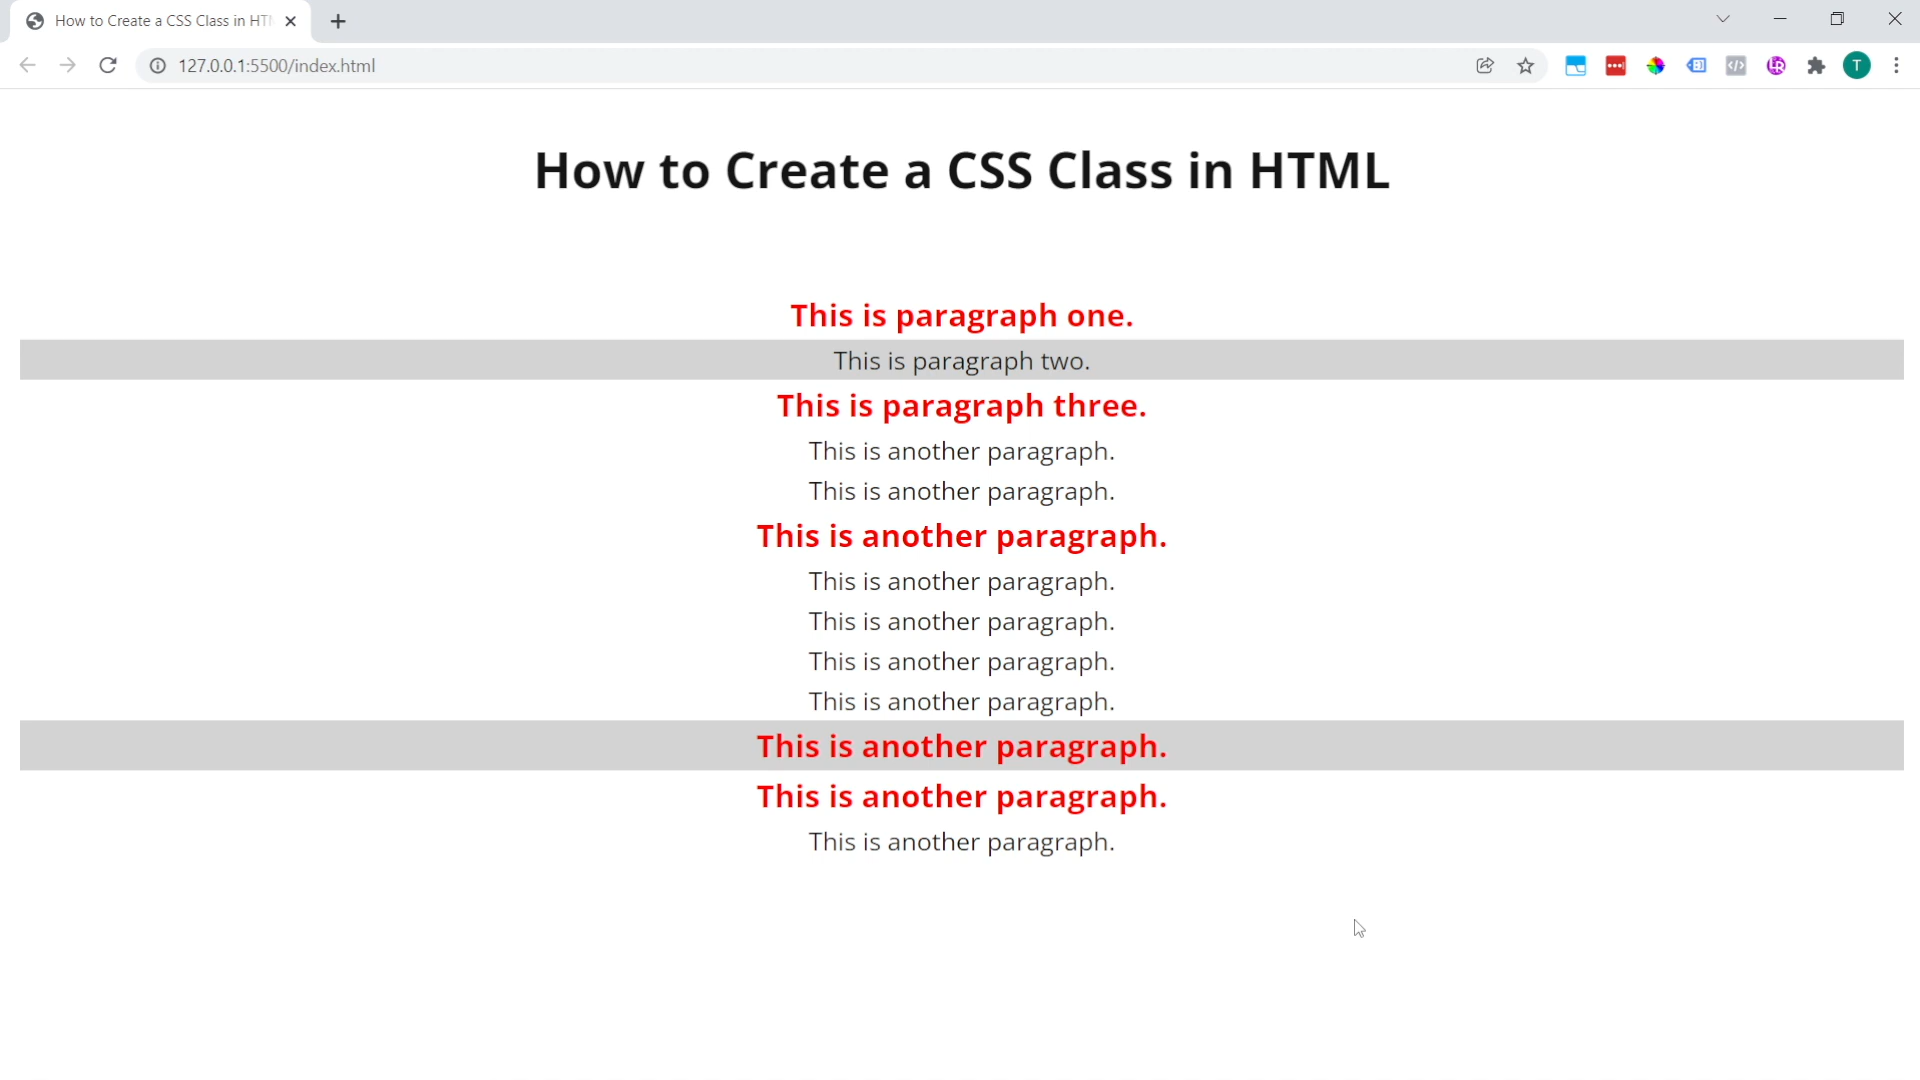 How to Create a CSS Class in HTM
127.0.0.1:5500/index.html
T
How to Create a CSS Class in HTML
This is paragraph one.
This is paragraph two.
This is paragraph three.
This is another paragraph.
This is another paragraph.
This is another paragraph.
This is another paragraph.
This is another paragraph.
This is another paragraph.
This is another paragraph.
This is another paragraph.
This is another paragraph.
This is another paragraph.